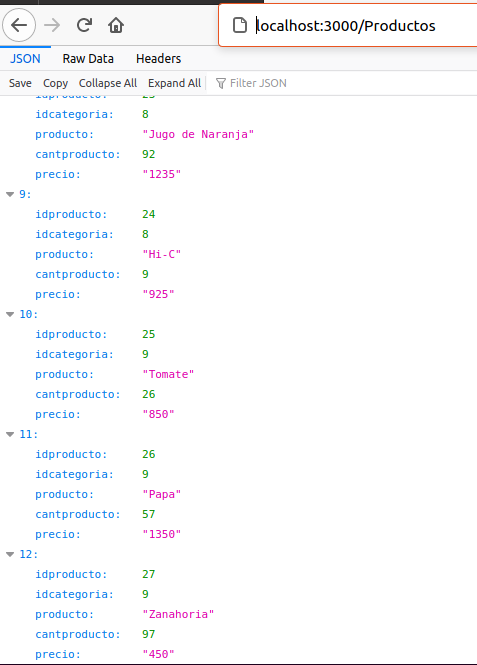 localhost:3000/Productos
JSON Raw Data Headers
Save Copy Collapse All Expand All Filter JSON
idproducto: 23
idcategoria: 8
producto: "Jugo de Naranja"
cantproducto: 92
precio: "1235"
9:
idproducto: 24
idcategoria: 8
producto: "Hi-C"
cantproducto: 9
precio: "925"
10:
idproducto: 25
idcategoria: 9
producto: "Tomate"
cantproducto: 26
precio: "850"
11:
idproducto: 26
idcategoria: 9
producto: "Papa"
cantproducto: 57
precio: "1350"
12:
idproducto: 27
idcategoria: 9
producto: "Zanahoria"
cantproducto: 97
precio: "450"